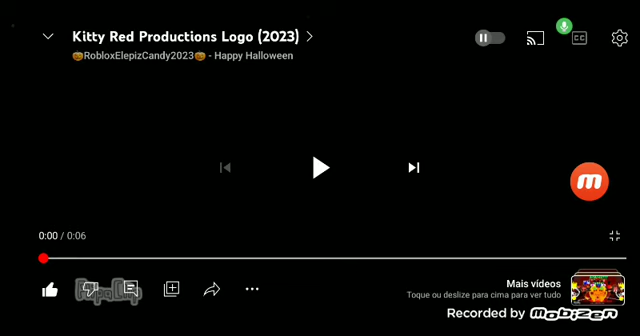 Kitty Red Productions Logo (2023)
🎃RobloxElepizCandy2023🎃 - Happy Halloween
CC
m
0:00 / 0:06
Mais vídeos
Toque ou deslize para cima para ver tudo
Recorded by MOBIZEN